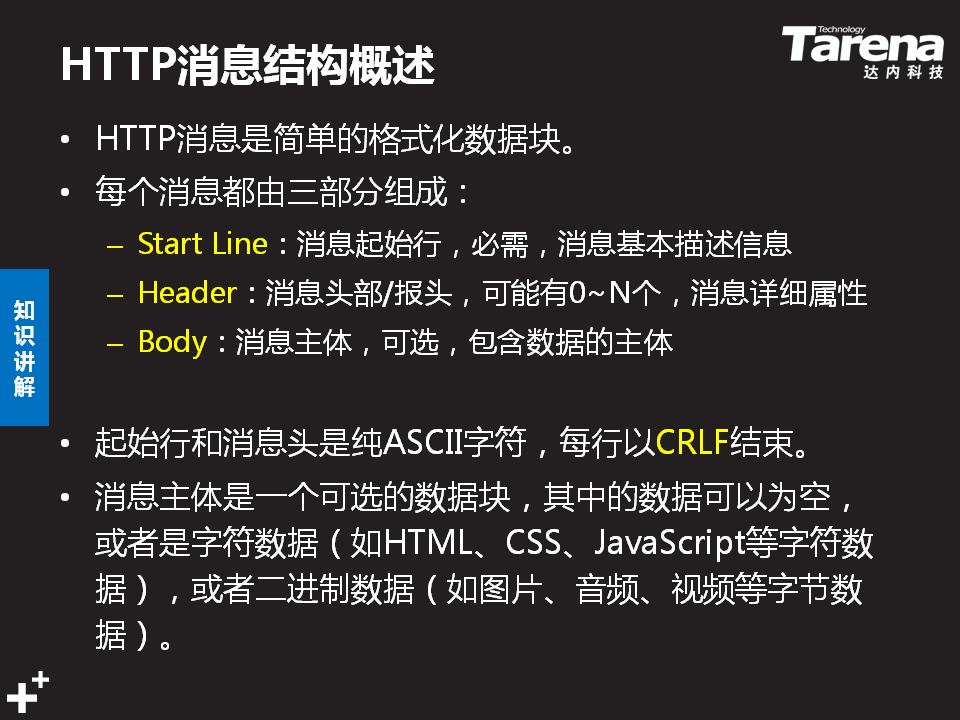 HTTP消息结构概述
Technology
Tarena
达内科技
• HTTP消息是简单的格式化数据块。
• 每个消息都由三部分组成：
– Start Line：消息起始行，必需，消息基本描述信息
– Header：消息头部/报头，可能有0~N个，消息详细属性
– Body：消息主体，可选，包含数据的主体
知识讲解
• 起始行和消息头是纯ASCII字符，每行以CRLF结束。
• 消息主体是一个可选的数据块，其中的数据可以为空，
或者是字符数据（如HTML、CSS、JavaScript等字符数
据），或者二进制数据（如图片、音频、视频等字节数
据）。